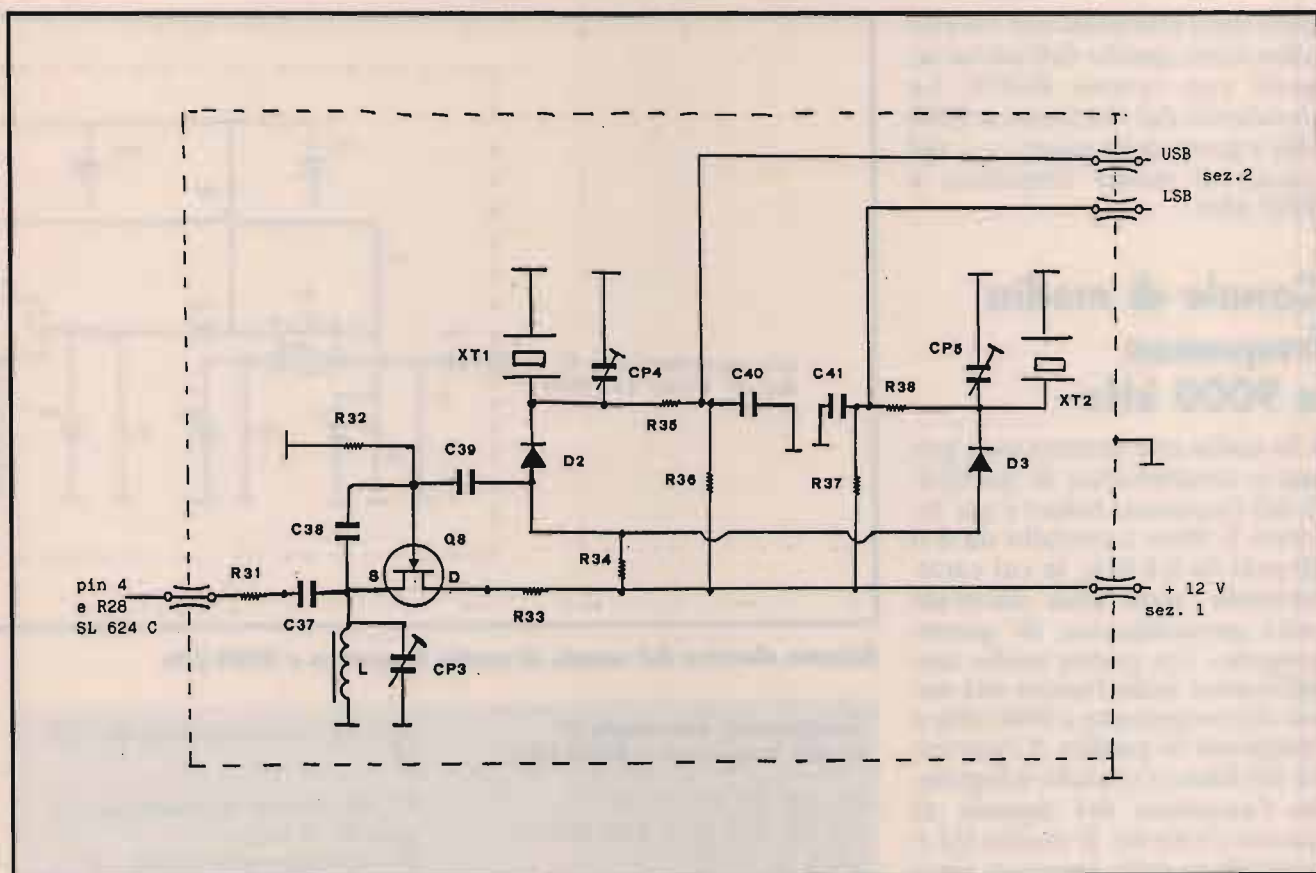 USB
sez.2
LSB
XT1
CP4
C40
C41
R38
CP5
XT2
R35
R32
C39
D2
R36
R37
D3
C38
Q8
R34
pin 4
e R28
SL 624 C
R31
C37
S
D
R33
+ 12 V
sez. 1
L
CP3